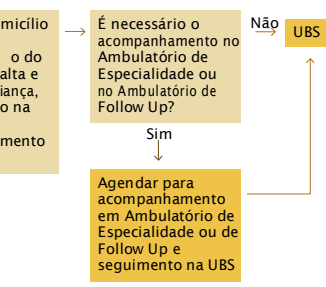 micílio
o do
alta e
iança,
o na
mento
É necessário o
acompanhamento no
Ambulatório de
Especialidade ou
no Ambulatório de
Follow Up?
Não
UBS
Sim
Agendar para
acompanhamento
em Ambulatório de
Especialidade ou de
Follow Up e
seguimento na UBS